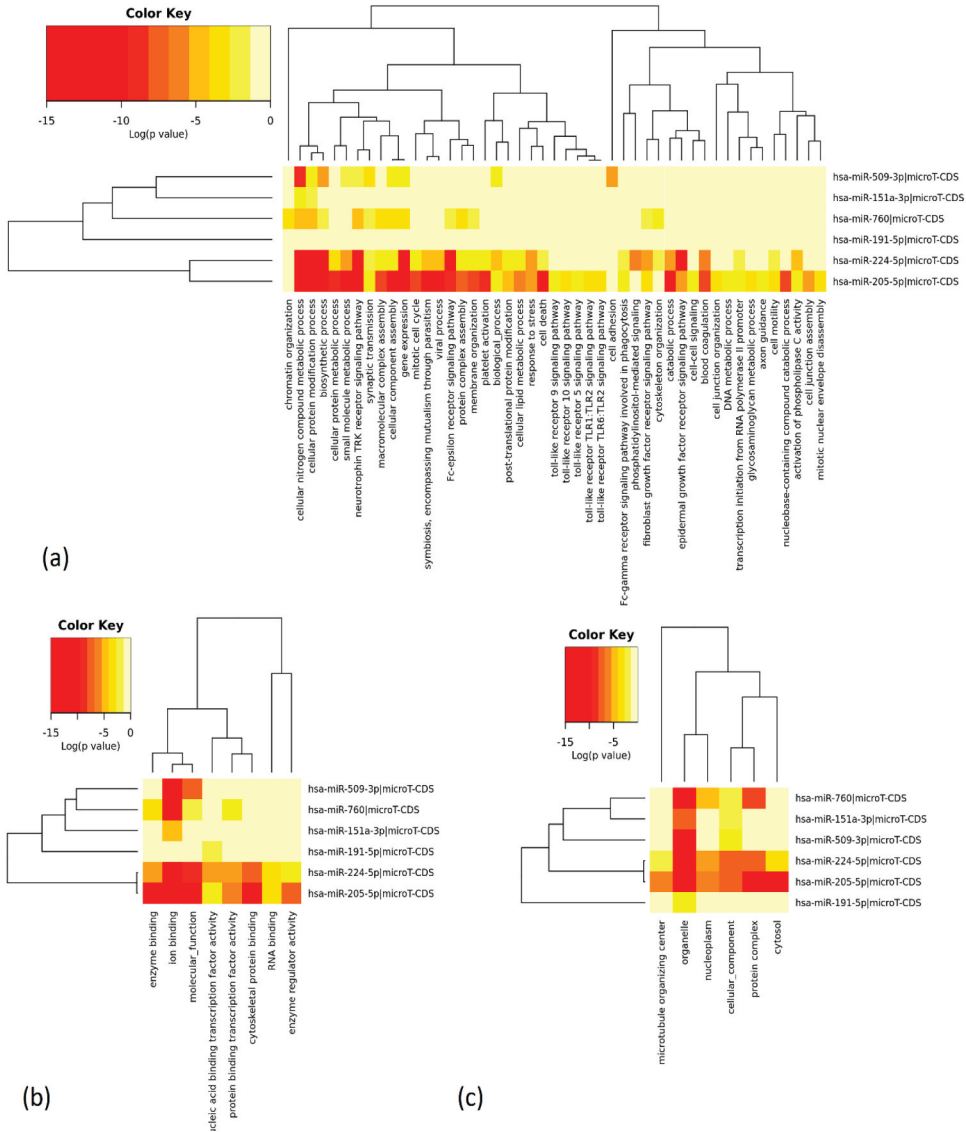 Color Key
-15 -10 -5 0
Log(p value)
hsa-miR-509-3p|microT-CDS
hsa-miR-151a-3p|microT-CDS
hsa-miR-760|microT-CDS
hsa-miR-191-5p|microT-CDS
hsa-miR-224-5p|microT-CDS
hsa-miR-205-5p|microT-CDS
chromatin organization
cellular nitrogen compound metabolic process
cellular protein modification process
biosynthetic process
cellular protein metabolic process
small molecule metabolic process
neurotrophin TRK receptor signaling pathway
synaptic transmission
macromolecular complex assembly
cellular component assembly
gene expression
mitotic cell cycle
symbiosis, encompassing mutualism through parasitism
viral process
Fc-epsilon receptor signaling pathway
protein complex assembly
membrane organization
platelet activation
biological_process
post-translational protein modification
cellular lipid metabolic process
response to stress
cell death
toll-like receptor 9 signaling pathway
toll-like receptor 10 signaling pathway
toll-like receptor 5 signaling pathway
toll-like receptor TLR1:TLR2 signaling pathway
toll-like receptor TLR6:TLR2 signaling pathway
cell adhesion
Fc-gamma receptor signaling pathway involved in phagocytosis
phosphatidylinositol-mediated signaling
fibroblast growth factor receptor signaling pathway
cytoskeleton organization
catabolic process
epidermal growth factor receptor signaling pathway
cell-cell signaling
blood coagulation
cell junction organization
DNA metabolic process
transcription initiation from RNA polymerase II promoter
glycosaminoglycan metabolic process
axon guidance
cell motility
nucleobase-containing compound catabolic process
activation of phospholipase C activity
cell junction assembly
mitotic nuclear envelope disassembly
(a)
Color Key
-15 -5 0
Log(p value)
hsa-miR-509-3p|microT-CDS
hsa-miR-760|microT-CDS
hsa-miR-151a-3p|microT-CDS
hsa-miR-191-5p|microT-CDS
hsa-miR-224-5p|microT-CDS
hsa-miR-205-5p|microT-CDS
enzyme binding
ion binding
molecular_function
ucleic acid binding transcription factor activity
protein binding transcription factor activity
cytoskeletal protein binding
RNA binding
enzyme regulator activity
(b)
Color Key
-15 -5
Log(p value)
hsa-miR-760|microT-CDS
hsa-miR-151a-3p|microT-CDS
hsa-miR-509-3p|microT-CDS
hsa-miR-224-5p|microT-CDS
hsa-miR-205-5p|microT-CDS
hsa-miR-191-5p|microT-CDS
microtubule organizing center
organelle
nucleoplasm
cellular_component
protein complex
cytosol
(c)